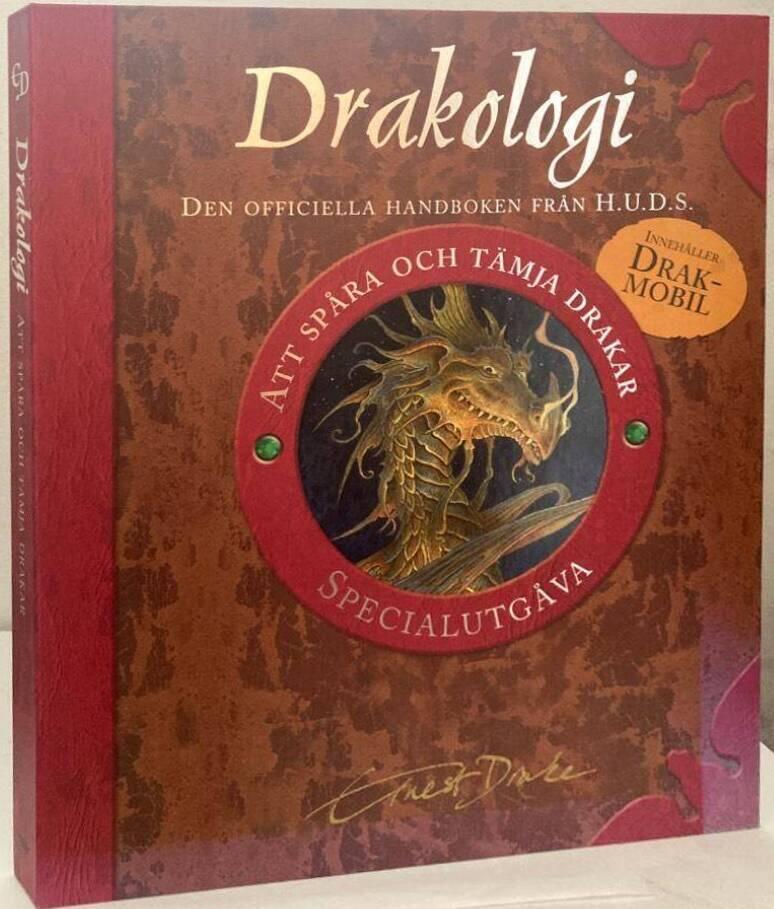 Drakologi
DEN OFFICIELLA HANDBOKEN FRÅN H.U.D.S.
INNEHÅLLER
DRAK-
MOBIL
ATT SPÅRA OCH TÄMJA DRAKAR
SPECIALUTGÅVA
Ernest Drake
Drakologi ATT SPÅRA OCH TÄMJA DRAKAR